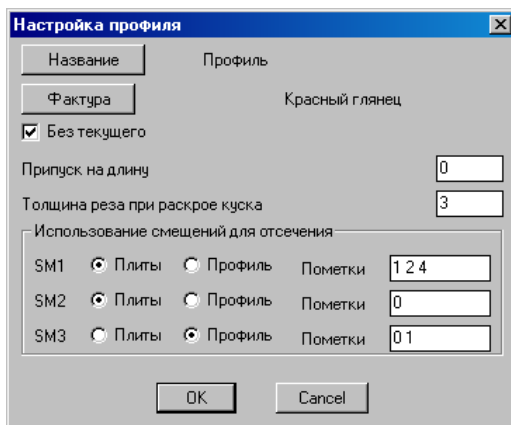 Настройка профиля
Название Профиль
Фактура Красный глянец
Без текущего
Припуск на длину 0
Толщина реза при раскрое куска 3
Использование смещений для отсечения
SM1 Плиты Профиль Пометки 1 2 4
SM2 Плиты Профиль Пометки 0
SM3 Плиты Профиль Пометки 0 1
OK Cancel